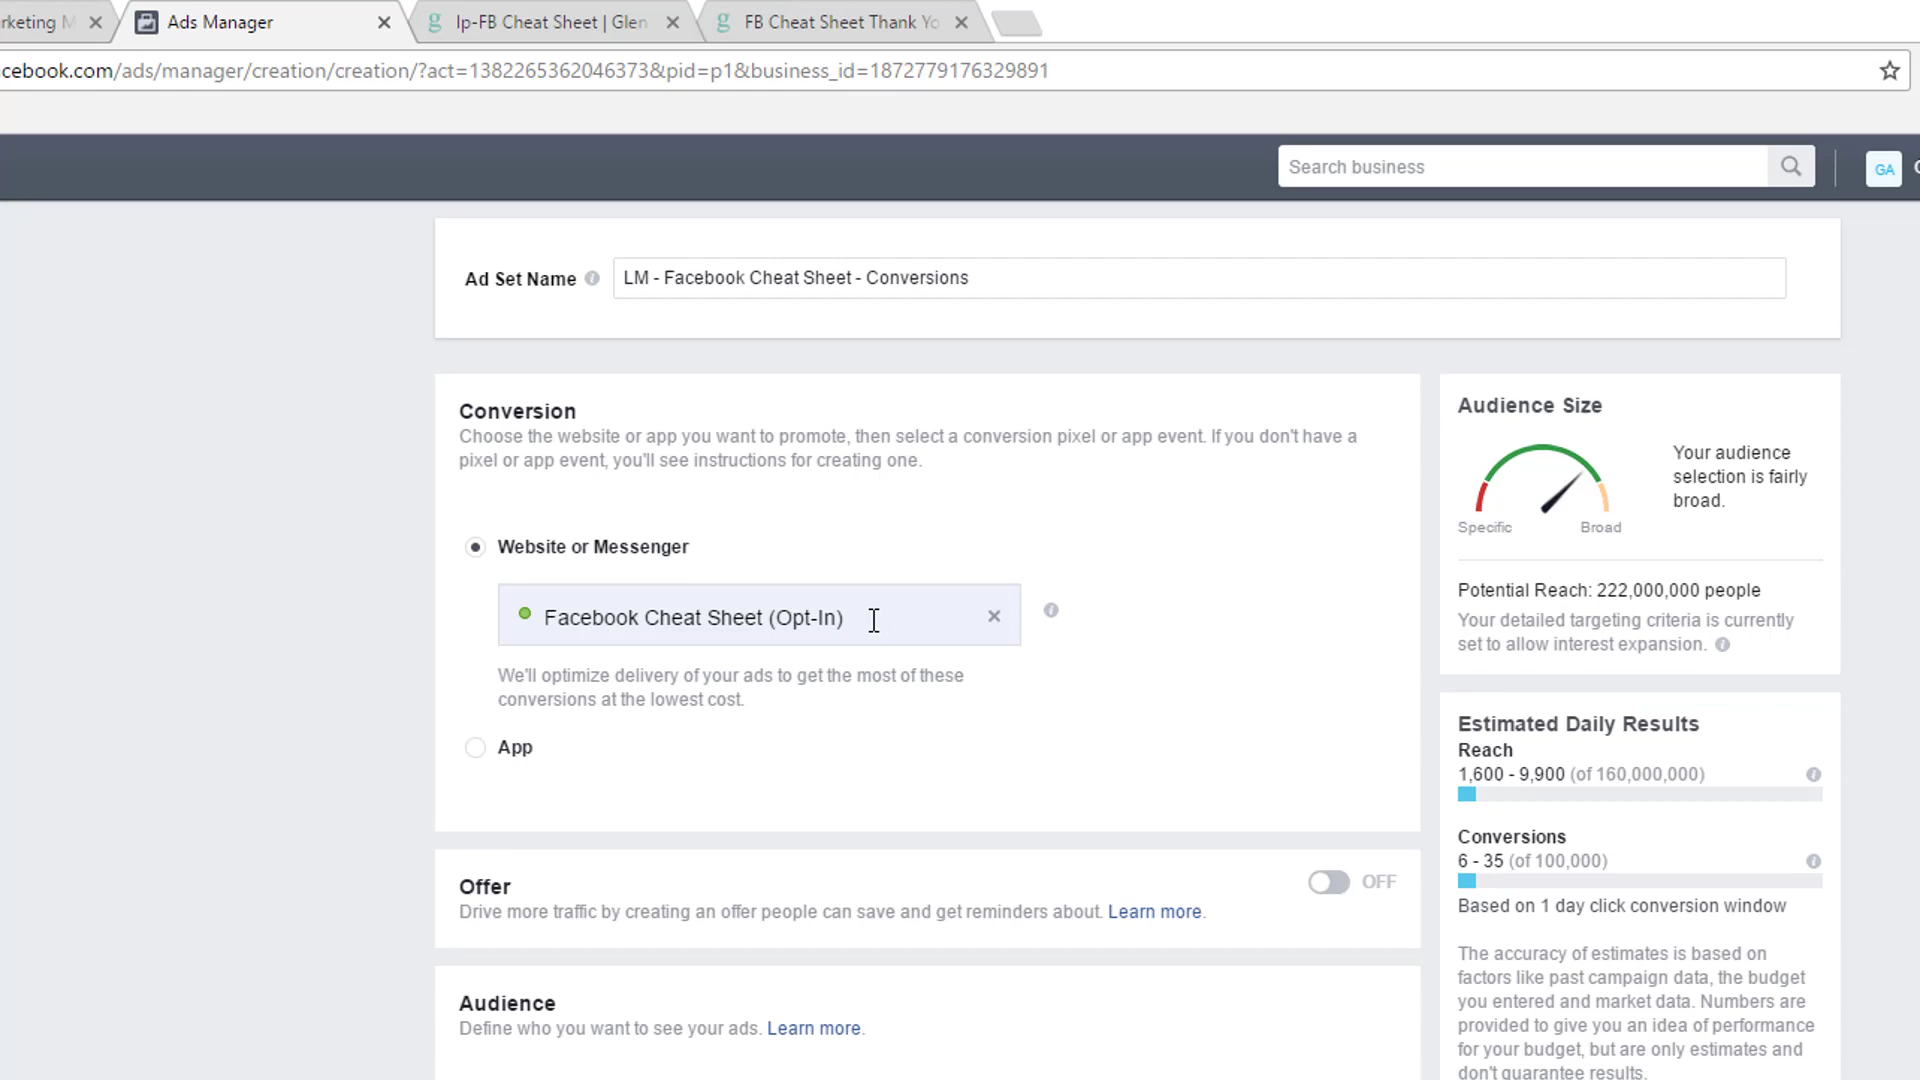 rketing M
Ads Manager
lp-FB Cheat Sheet | Glen
FB Cheat Sheet Thank Yo
cebook.com/ads/manager/creation/creation/?act=1382265362046373&pid=p1&business_id=1872779176329891
Search business
GA
Ad Set Name
LM - Facebook Cheat Sheet - Conversions
Conversion
Choose the website or app you want to promote, then select a conversion pixel or app event. If you don't have a
pixel or app event, you'll see instructions for creating one.
Website or Messenger
Facebook Cheat Sheet (Opt-In)
We'll optimize delivery of your ads to get the most of these
conversions at the lowest cost.
App
Offer
OFF
Drive more traffic by creating an offer people can save and get reminders about. Learn more.
Audience
Define who you want to see your ads. Learn more.
Audience Size
Your audience
selection is fairly
broad.
Specific
Broad
Potential Reach: 222,000,000 people
Your detailed targeting criteria is currently
set to allow interest expansion.
Estimated Daily Results
Reach
1,600 - 9,900 (of 160,000,000)
Conversions
6 - 35 (of 100,000)
Based on 1 day click conversion window
The accuracy of estimates is based on
factors like past campaign data, the budget
you entered and market data. Numbers are
provided to give you an idea of performance
for your budget, but are only estimates and
don't guarantee results.